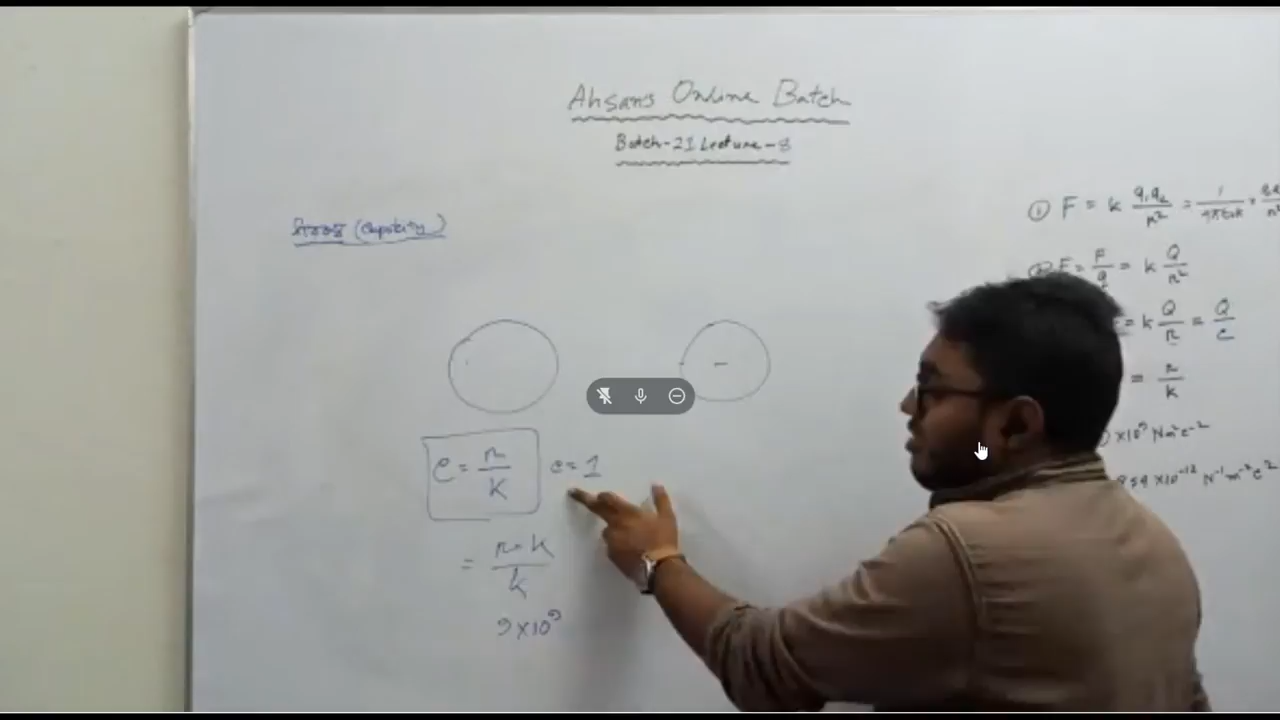 Ahsan's Online Batch
Batch-21 Lecture-8
ধারকত্ব (Capacity)
① F = k q₁q₂/r² = 1/4πε₀k ×
E = F/q = k Q/r²
= k Q/r = Q/C
= r/k
×10⁹ Nm²C⁻²
854×10⁻¹² N⁻¹m⁻²C²
C = r/k C = 1
= r·k/k
9×10⁹